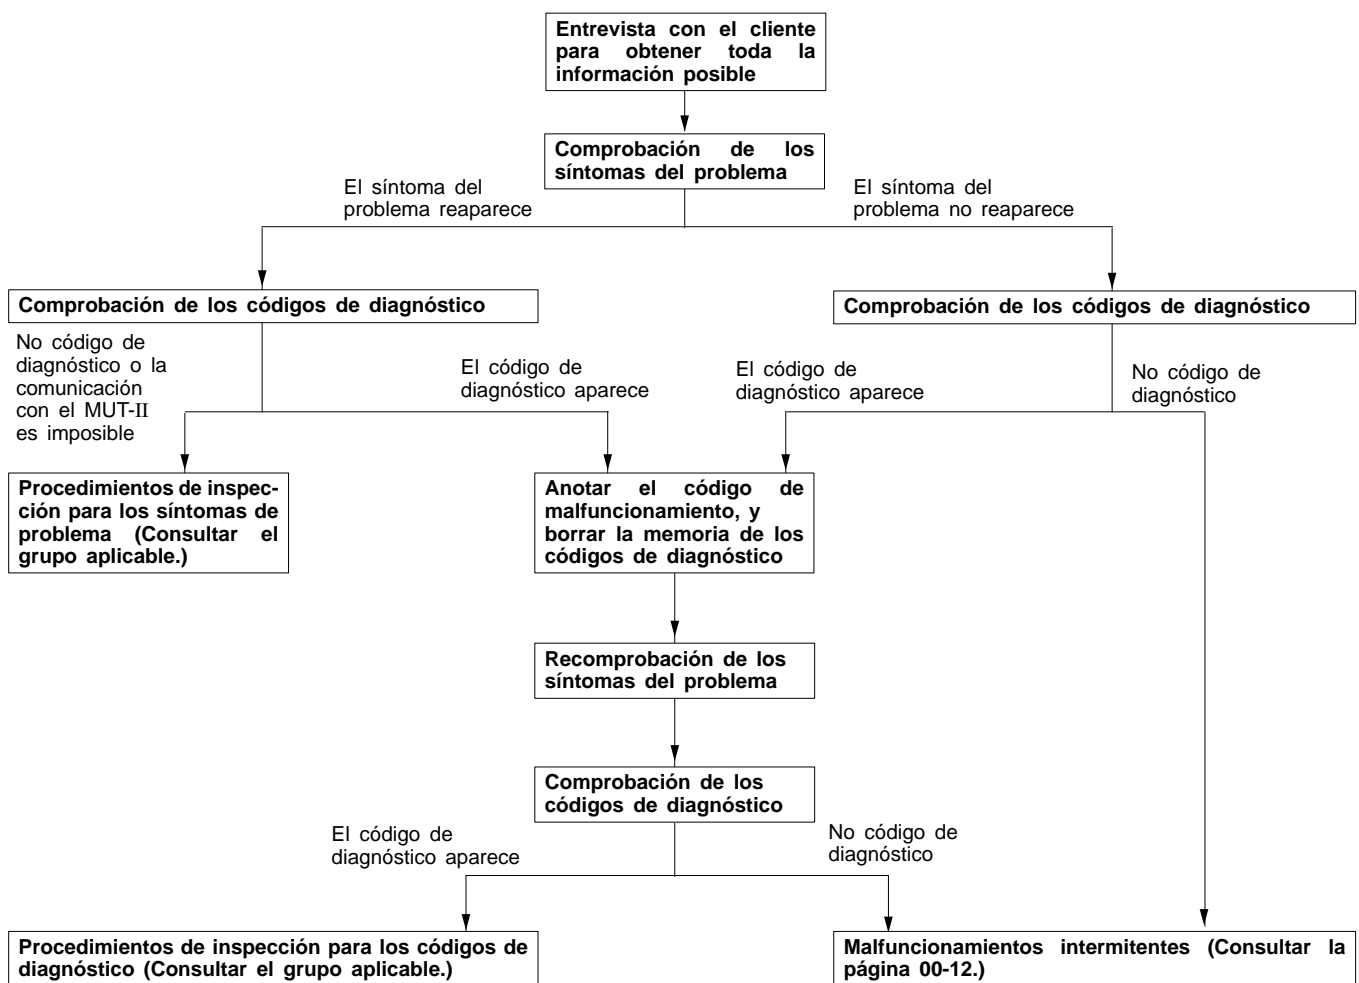 Entrevista con el cliente
para obtener toda la
información posible
Comprobación de los
síntomas del problema
El síntoma del
problema reaparece
El síntoma del
problema no reaparece
Comprobación de los códigos de diagnóstico
Comprobación de los códigos de diagnóstico
No código de
diagnóstico o la
comunicación
con el MUT-II
es imposible
El código de
diagnóstico aparece
El código de
diagnóstico aparece
No código de
diagnóstico
Procedimientos de inspec-
ción para los síntomas de
problema (Consultar el
grupo aplicable.)
Anotar el código de
malfuncionamiento, y
borrar la memoria de los
códigos de diagnóstico
Recomprobación de los
síntomas del problema
Comprobación de los
códigos de diagnóstico
El código de
diagnóstico aparece
No código de
diagnóstico
Procedimientos de inspección para los códigos de
diagnóstico (Consultar el grupo aplicable.)
Malfuncionamientos intermitentes (Consultar la
página 00-12.)